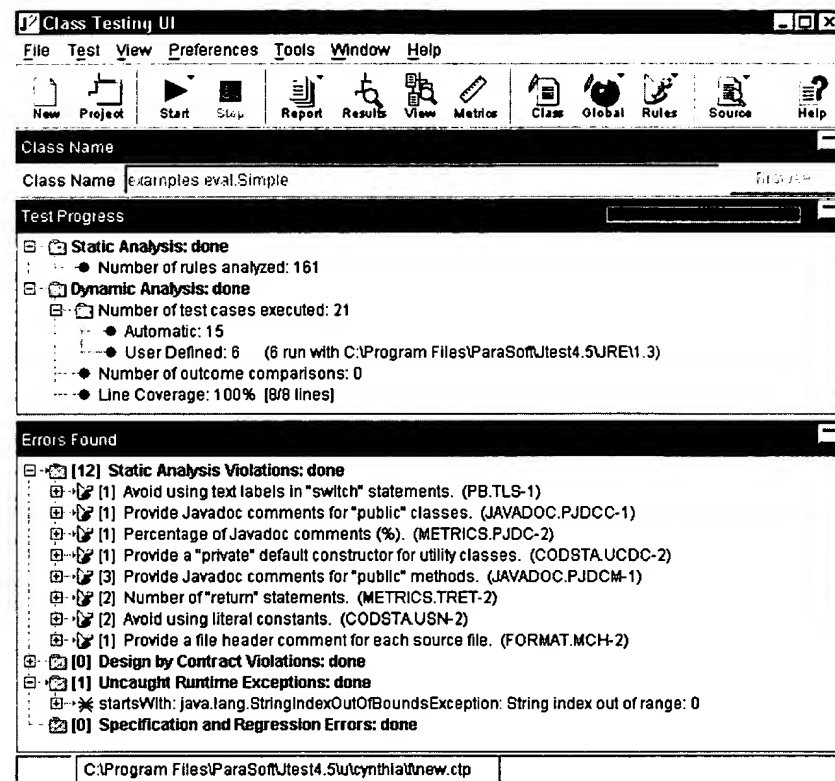 Class Testing UI
File Test View Preferences Tools Window Help
New Project Start Stop Report Results View Metrics Class Global Rules Source Help
Class Name
Class Name examples eval.Simple
Test Progress
Static Analysis: done
Number of rules analyzed: 161
Dynamic Analysis: done
Number of test cases executed: 21
Automatic: 15
User Defined: 6 (6 run with C:\Program Files\ParaSoft\Jtest4.5\JRE\1.3)
Number of outcome comparisons: 0
Line Coverage: 100% [8/8 lines]
Errors Found
[12] Static Analysis Violations: done
[1] Avoid using text labels in "switch" statements. (PB.TLS-1)
[1] Provide Javadoc comments for "public" classes. (JAVADOC.PJDCC-1)
[1] Percentage of Javadoc comments (%). (METRICS.PJDC-2)
[1] Provide a "private" default constructor for utility classes. (CODSTA.UCDC-2)
[3] Provide Javadoc comments for "public" methods. (JAVADOC.PJDCM-1)
[2] Number of "return" statements. (METRICS.TRET-2)
[2] Avoid using literal constants. (CODSTA.USN-2)
[1] Provide a file header comment for each source file. (FORMAT.MCH-2)
[0] Design by Contract Violations: done
[1] Uncaught Runtime Exceptions: done
startsWith: java.lang.StringIndexOutOfBoundsException: String index out of range: 0
[0] Specification and Regression Errors: done